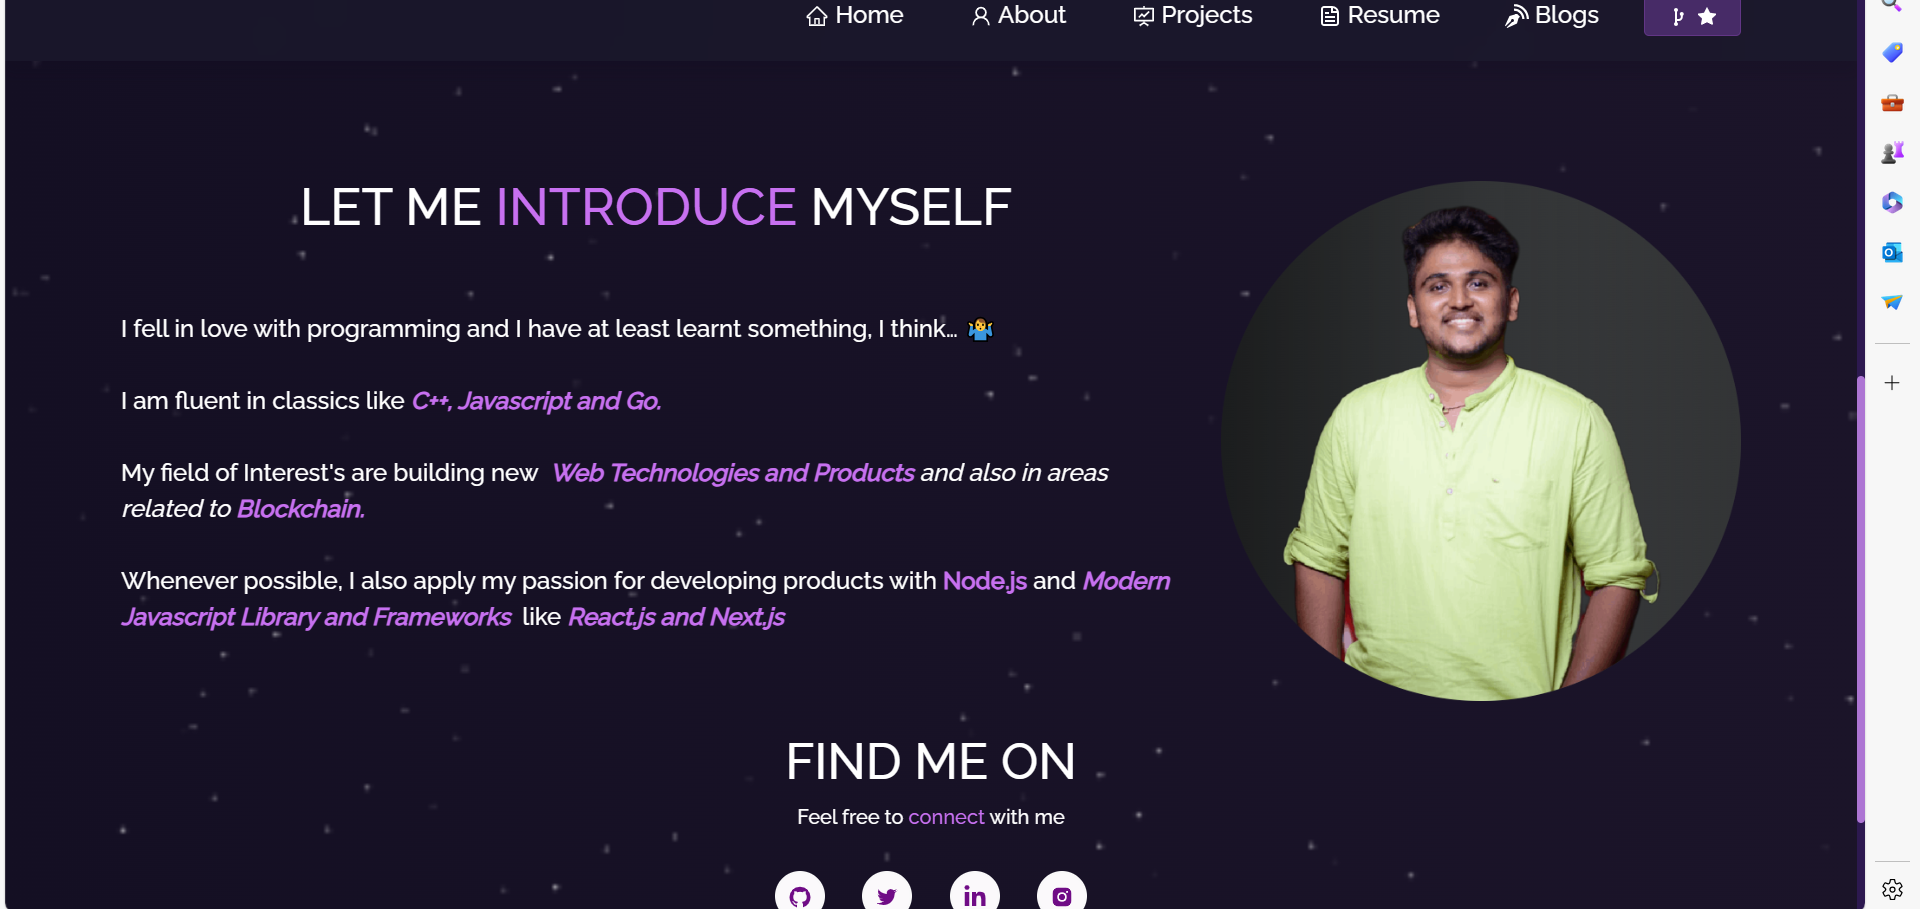 Home About Projects Resume Blogs
LET ME INTRODUCE MYSELF
I fell in love with programming and I have at least learnt something, I think… 🤷‍♂️
I am fluent in classics like C++, Javascript and Go.
My field of Interest's are building new Web Technologies and Products and also in areas
related to Blockchain.
Whenever possible, I also apply my passion for developing products with Node.js and Modern
Javascript Library and Frameworks like React.js and Next.js
FIND ME ON
Feel free to connect with me